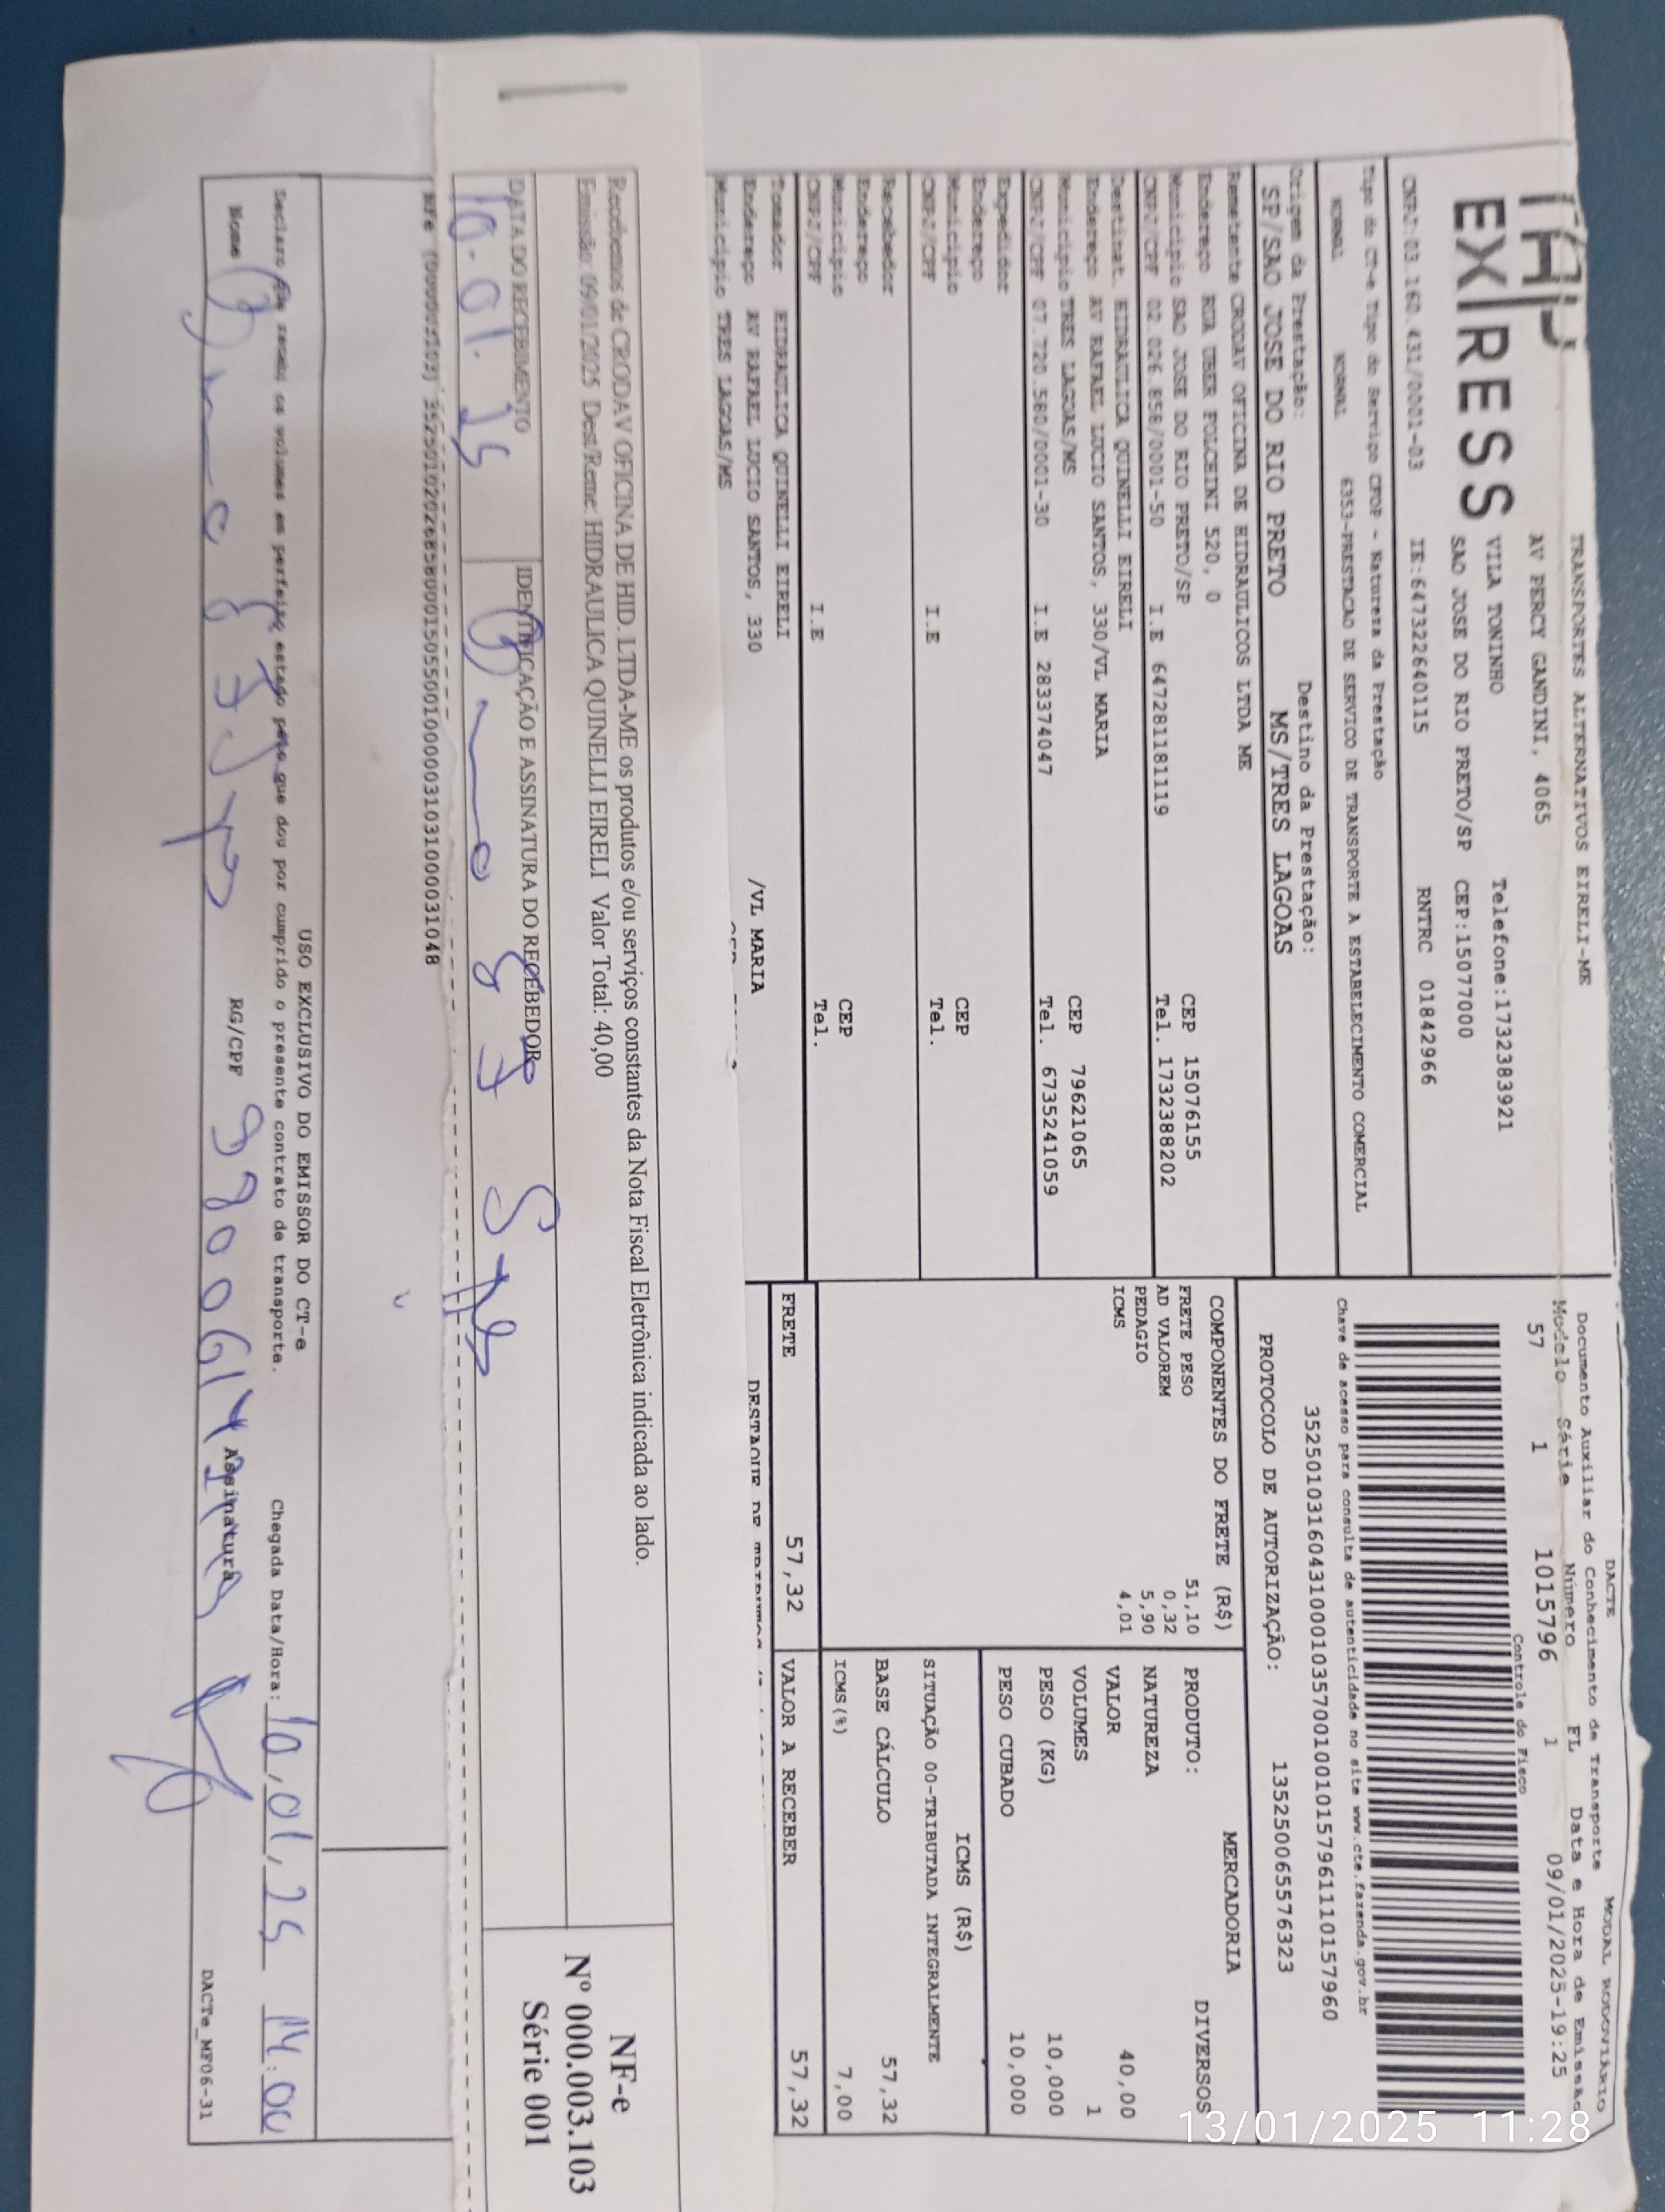 TAP
EXPRESS
TRANSPORTES ALTERNATIVOS EIRELI-ME
AV PERCY GANDINI, 4065
VILA TONINHO Telefone:1732383921
SAO JOSE DO RIO PRETO/SP CEP:15077000
CNPJ:03.160.431/0001-03 IE:647322640115 RNTRC 01842966
Tipo do CT-e Tipo do Serviço CFOP - Natureza da Prestação
NORMAL NORMAL 6353-PRESTACAO DE SERVICO DE TRANSPORTE A ESTABELECIMENTO COMERCIAL
Origem da Prestação: Destino da Prestação:
SP/SAO JOSE DO RIO PRETO MS/TRES LAGOAS
DACTE MODAL RODOVIÁRIO
Documento Auxiliar do Conhecimento de Transporte
Modelo Série Número FL Data e Hora de Emissão
57 1 1015796 1 09/01/2025-19:25
Controle do Fisco
Chave de acesso para consulta de autenticidade no site www.cte.fazenda.gov.br
35250103160431000103570010010157961110157960
PROTOCOLO DE AUTORIZAÇÃO: 135250065576323
Remetente CRODAV OFICINA DE HIDRAULICOS LTDA ME
Endereço RUA UBER FOLCHINI 520, 0
Municipio SAO JOSE DO RIO PRETO/SP CEP 15076155
CNPJ/CPF 02.026.858/0001-50 I.E 647281181119 Tel. 1732388202
Destinat. HIDRAULICA QUINELLI EIRELI
Endereço AV RAFAEL LUCIO SANTOS, 330/VL MARIA
Municipio TRES LAGOAS/MS CEP 79621065
CNPJ/CPF 07.720.580/0001-30 I.E 283374047 Tel. 6735241059
Expedidor
Endereço
Municipio CEP
CNPJ/CPF I.E Tel.
Recebedor
Endereço
Municipio CEP
CNPJ/CPF I.E Tel.
Tomador HIDRAULICA QUINELLI EIRELI
Endereço AV RAFAEL LUCIO SANTOS, 330 /VL MARIA
Municipio TRES LAGOAS/MS
COMPONENTES DO FRETE (R$)
FRETE PESO 51,10
AD VALOREM 0,32
PEDAGIO 5,90
ICMS 4,01
MERCADORIA
PRODUTO: DIVERSOS
NATUREZA
VALOR 40,00
VOLUMES 1
PESO (KG) 10,000
PESO CUBADO 10,000
ICMS (R$)
SITUAÇÃO 00-TRIBUTADA INTEGRALMENTE
BASE CÁLCULO 57,32
ICMS(%) 7,00
FRETE 57,32 VALOR A RECEBER 57,32
DESTAQUE DE TRIBUTOS
Recebemos de CRODAV OFICINA DE HID. LTDA-ME os produtos e/ou serviços constantes da Nota Fiscal Eletrônica indicada ao lado.
Emissão: 09/01/2025 Dest/Reme: HIDRAULICA QUINELLI EIRELI Valor Total: 40,00
DATA DO RECEBIMENTO IDENTIFICAÇÃO E ASSINATURA DO RECEBEDOR
10.01.25
NF-e
Nº 000.003.103
Série 001
USO EXCLUSIVO DO EMISSOR DO CT-e
Declaro que recebi os volumes em perfeito estado pelo que dou por cumprido o presente contrato de transporte. Chegada Data/Hora: 10/01/25 14:00
Nome RG/CPF Assinatura
DACTe_MF06-31
13/01/2025 11:28